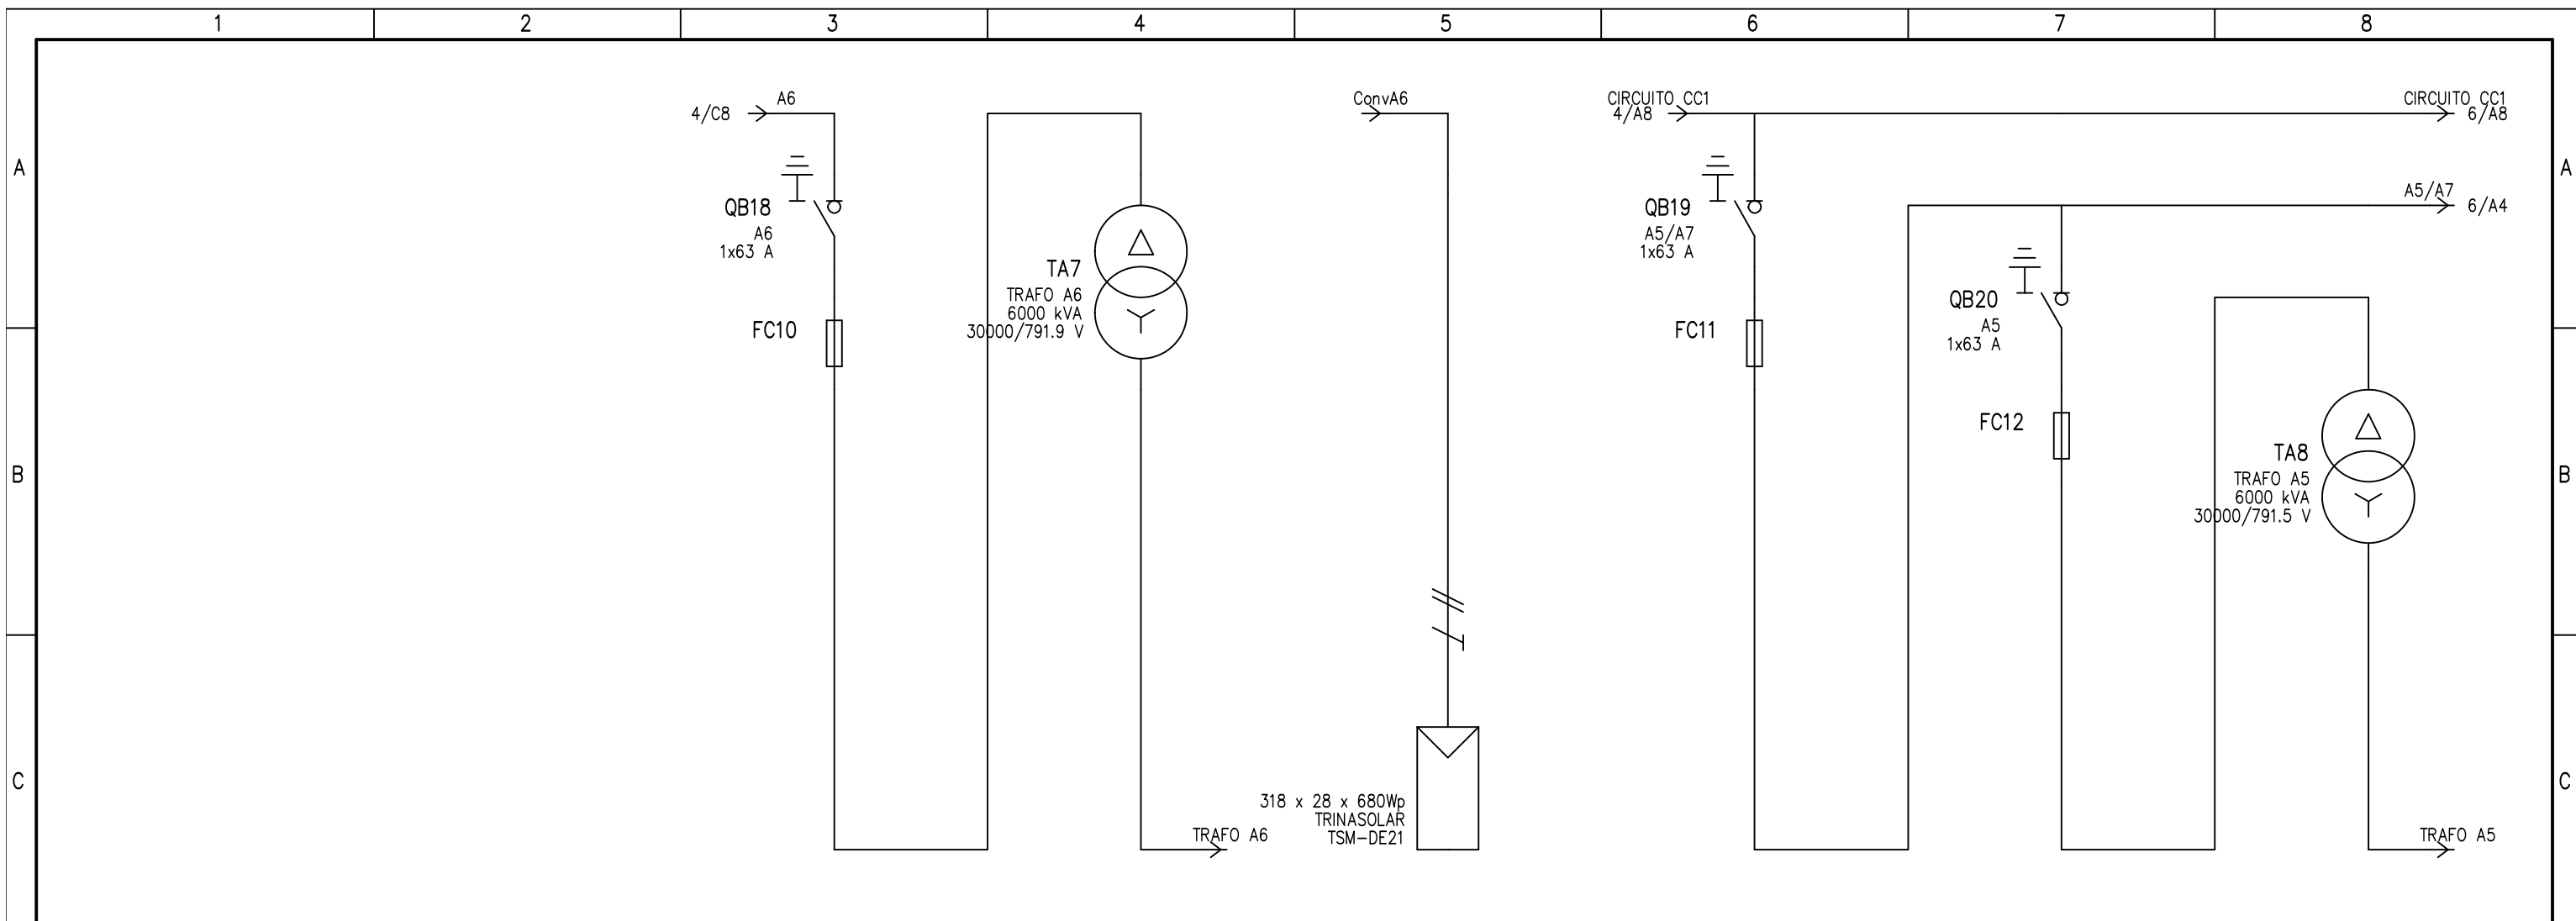 1 2 3 4 5 6 7 8
A6
4/C8
ConvA6
CIRCUITO CC1
4/A8
CIRCUITO CC1
6/A8
A
A
A5/A7
6/A4
QB18
A6
1x63 A
QB19
A5/A7
1x63 A
TA7
TRAFO A6
6000 kVA
30000/791.9 V
QB20
A5
1x63 A
FC10
FC11
FC12
TA8
TRAFO A5
6000 kVA
30000/791.5 V
B
B
C
C
318 x 28 x 680Wp
TRINASOLAR
TSM-DE21
TRAFO A6
TRAFO A5